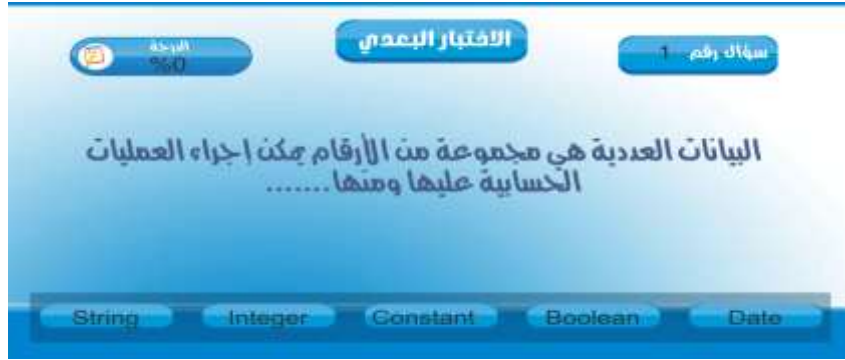 سؤال رقم 1
الاختبار البعدي
الدرجة
%0
البيانات العددية هي مجموعة من الأرقام يمكن إجراء العمليات
الحسابية عليها ومنها.......
String Integer Constant Boolean Date